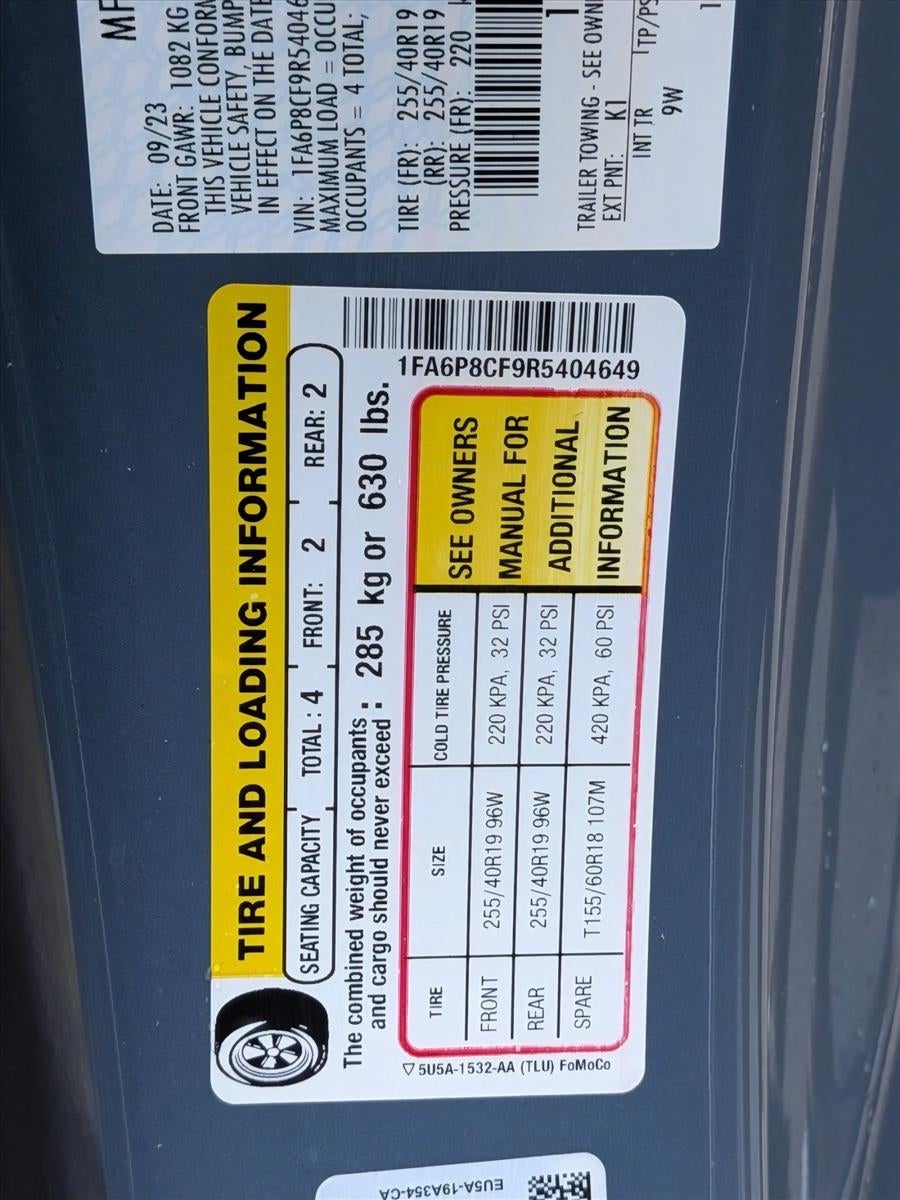 MF
DATE: 09/23
FRONT GAWR: 1082 KG
THIS VEHICLE CONFORM
VEHICLE SAFETY, BUMP
IN EFFECT ON THE DATE
VIN: 1FA6P8CF9R54046
MAXIMUM LOAD = OCCU
OCCUPANTS = 4 TOTAL;
TIRE (FR): 255/40R19
(RR): 255/40R19
PRESSURE (FR): 220
TRAILER TOWING - SEE OWN
EXT PNT: K1
INT TR TP/PS
9W
TIRE AND LOADING INFORMATION
SEATING CAPACITY TOTAL: 4 FRONT: 2 REAR: 2
The combined weight of occupants
and cargo should never exceed : 285 kg or 630 lbs.
1FA6P8CF9R5404649
TIRE SIZE COLD TIRE PRESSURE
FRONT 255/40R19 96W 220 KPA, 32 PSI
REAR 255/40R19 96W 220 KPA, 32 PSI
SPARE T155/60R18 107M 420 KPA, 60 PSI
SEE OWNERS
MANUAL FOR
ADDITIONAL
INFORMATION
▽ 5U5A-1532-AA (TLU) FoMoCo
EU5A-19A354-CA